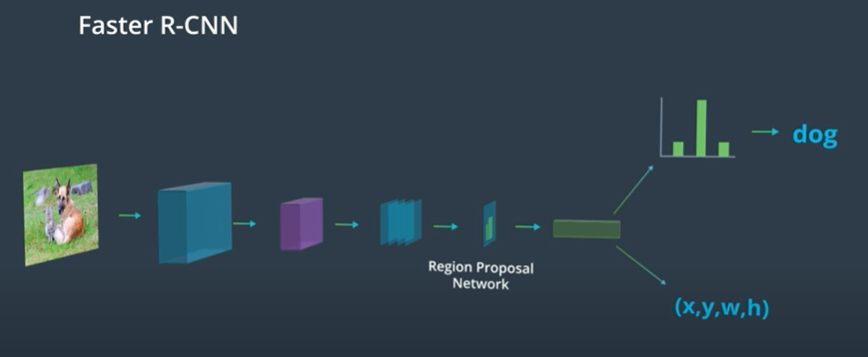 Faster R-CNN
dog
Region Proposal
Network
(x,y,w,h)